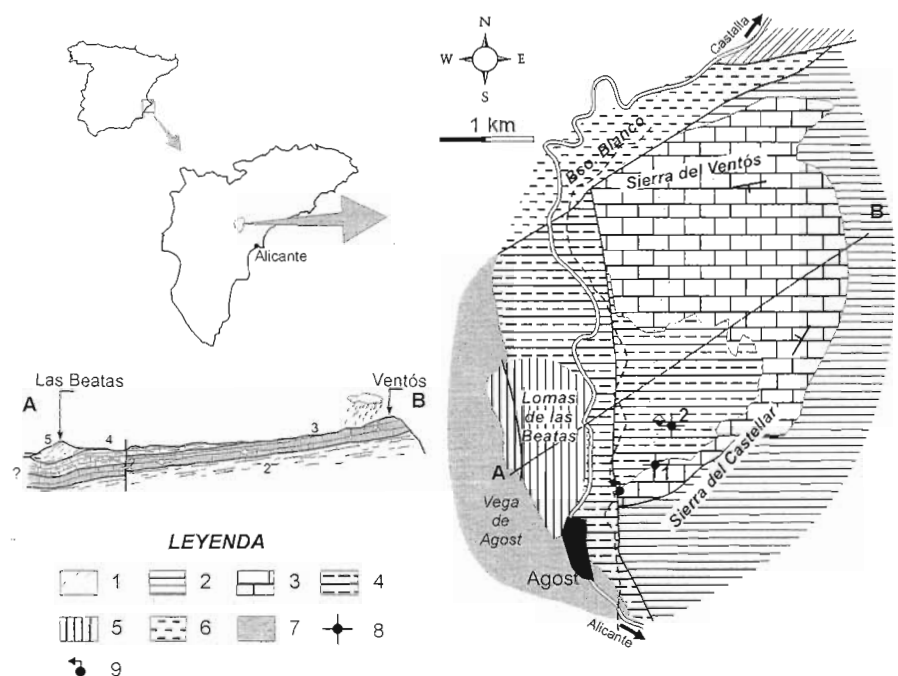 N
W E
S
1 km
Castalla
Bco Blanco
Sierra del Ventós
B
Alicante
Las Beatas
Ventós
A
B
5
4
3
2
?
Lomas
de las
Beatas
2
1
A
Sierra del Castellar
Vega
de
Agost
Agost
Alicante
LEYENDA
1 2 3 4
5 6 7 8
9